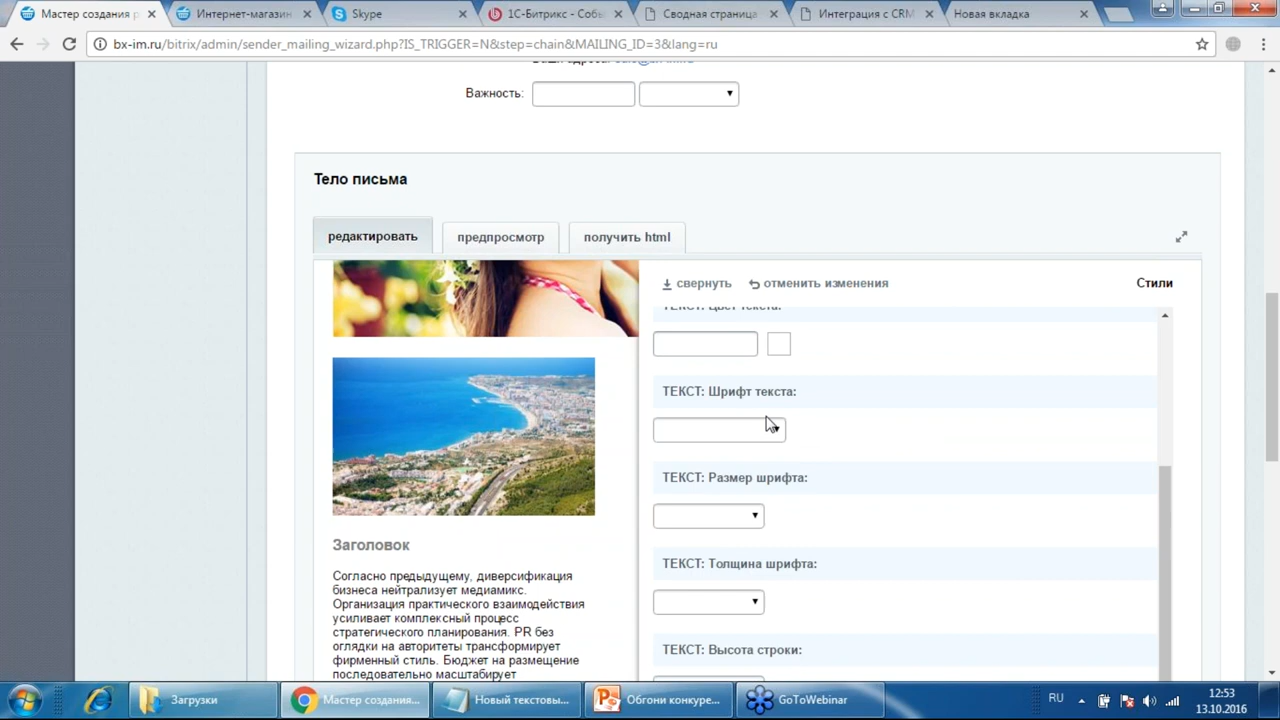 Мастер создания р
Интернет-магазин
Skype
1С-Битрикс - Собы
Сводная страница
Интеграция с CRM
Новая вкладка
bx-im.ru/bitrix/admin/sender_mailing_wizard.php?IS_TRIGGER=N&step=chain&MAILING_ID=3&lang=ru
Важность:
Тело письма
редактировать
предпросмотр
получить html
свернуть
отменить изменения
Стили
ТЕКСТ: Цвет текста:
ТЕКСТ: Шрифт текста:
ТЕКСТ: Размер шрифта:
ТЕКСТ: Толщина шрифта:
ТЕКСТ: Высота строки:
Заголовок
Согласно предыдущему, диверсификация
бизнеса нейтрализует медиамикс.
Организация практического взаимодействия
усиливает комплексный процесс
стратегического планирования. PR без
оглядки на авторитеты трансформирует
фирменный стиль. Бюджет на размещение
последовательно масштабирует
Загрузки
Мастер создания...
Новый текстовы...
Обгони конкуре...
GoToWebinar
RU
12:53
13.10.2016